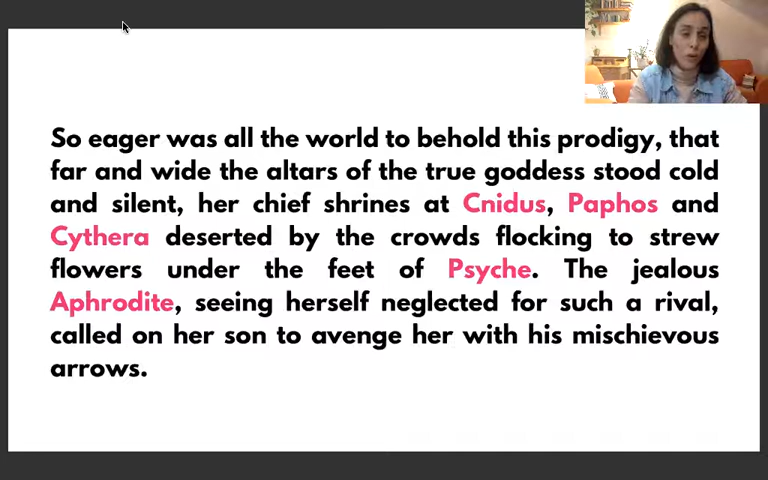 So eager was all the world to behold this prodigy, that
far and wide the altars of the true goddess stood cold
and silent, her chief shrines at Cnidus, Paphos and
Cythera deserted by the crowds flocking to strew
flowers under the feet of Psyche. The jealous
Aphrodite, seeing herself neglected for such a rival,
called on her son to avenge her with his mischievous
arrows.